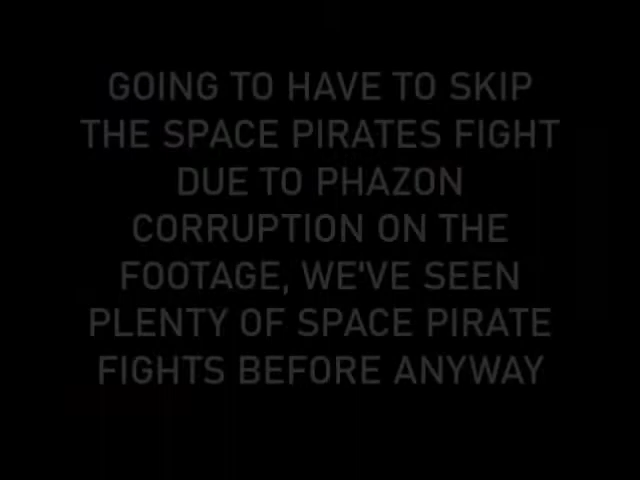 GOING TO HAVE TO SKIP
THE SPACE PIRATES FIGHT
DUE TO PHAZON
CORRUPTION ON THE
FOOTAGE, WE'VE SEEN
PLENTY OF SPACE PIRATE
FIGHTS BEFORE ANYWAY